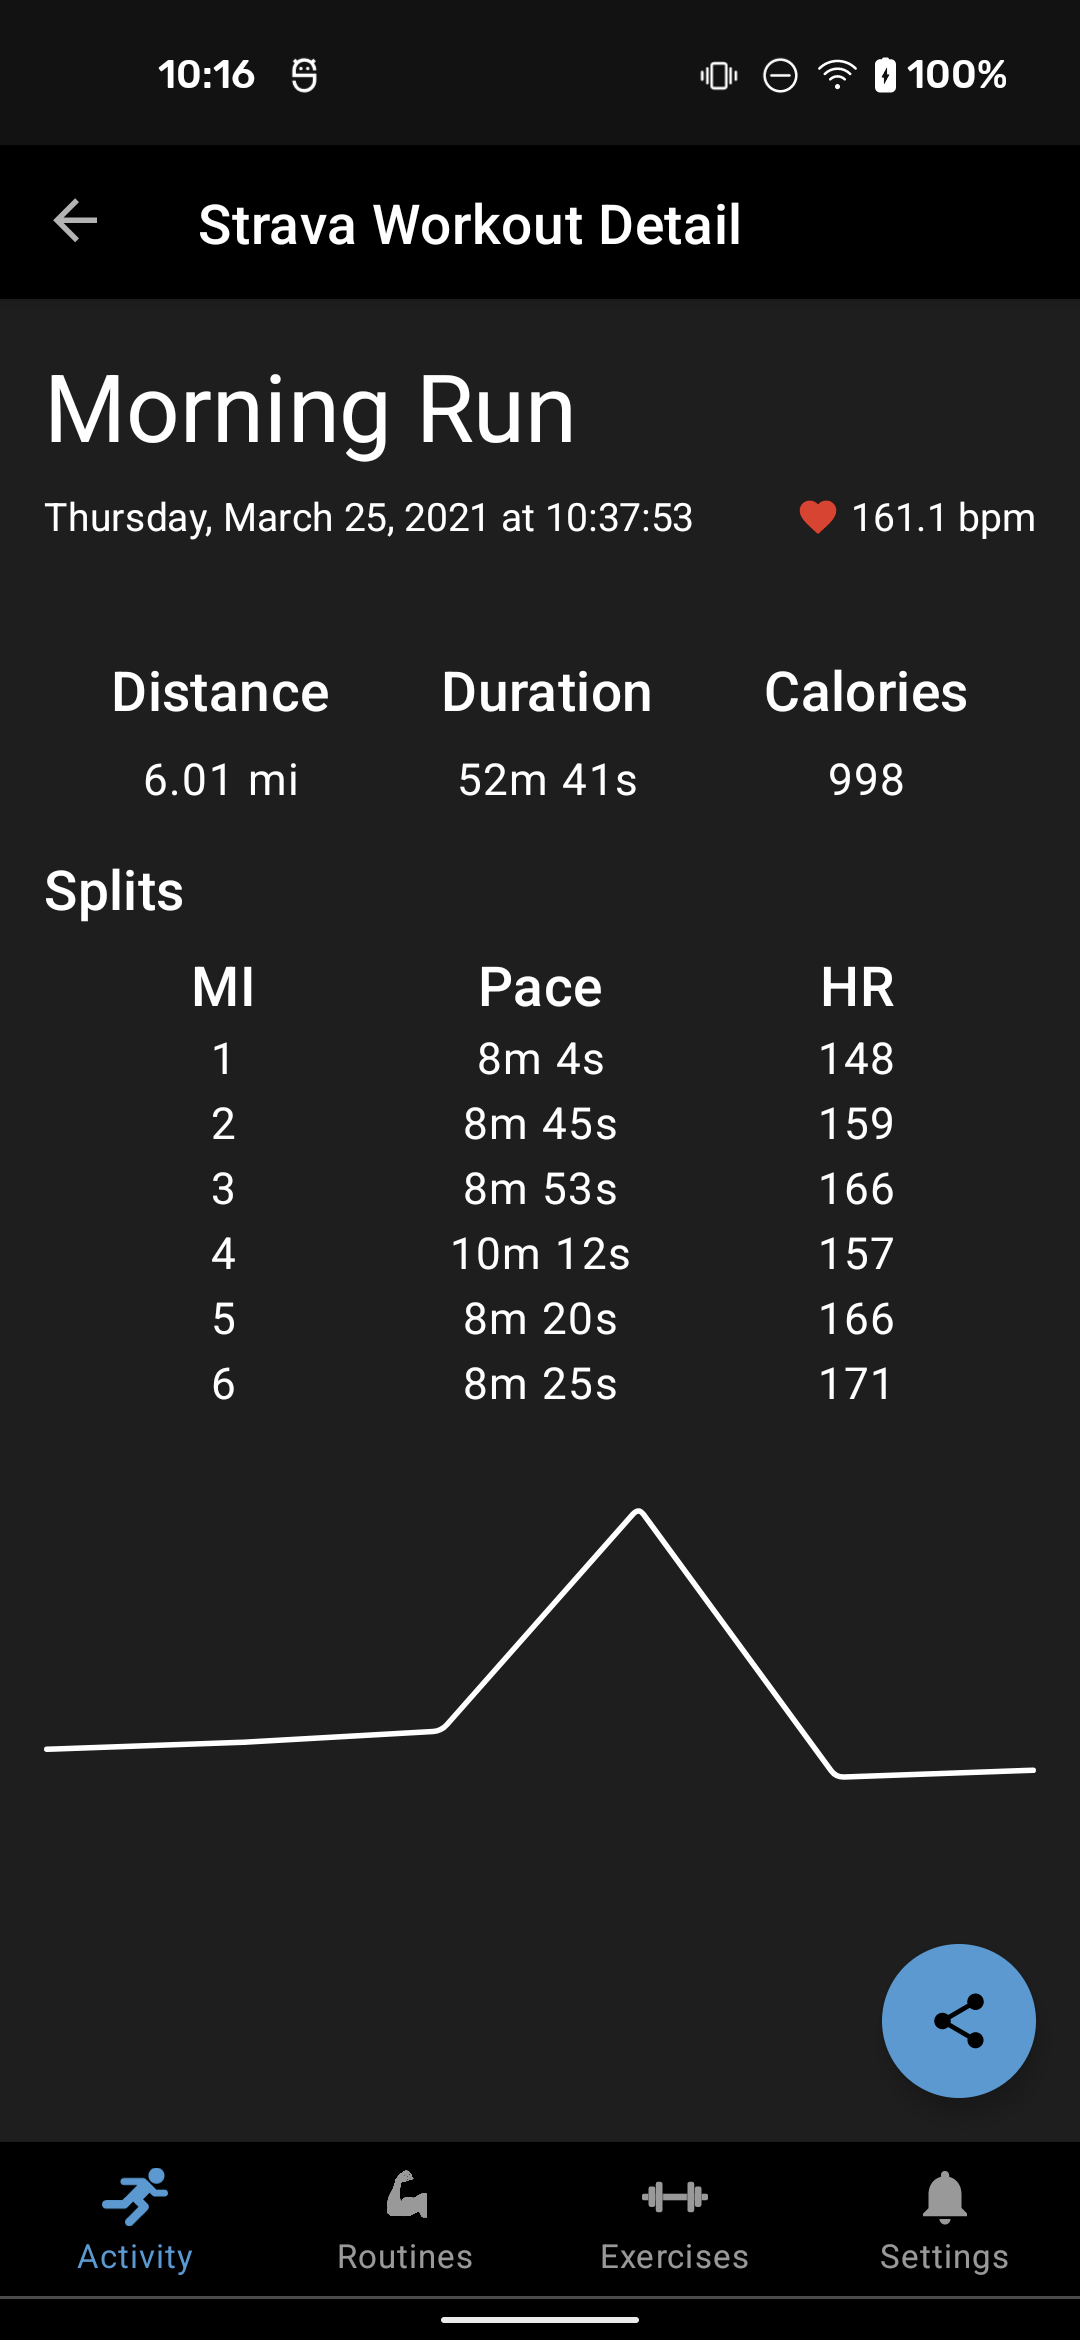 10:16 100%
Strava Workout Detail
Morning Run
Thursday, March 25, 2021 at 10:37:53 161.1 bpm
Distance Duration Calories
6.01 mi 52m 41s 998
Splits
MI Pace HR
1 8m 4s 148
2 8m 45s 159
3 8m 53s 166
4 10m 12s 157
5 8m 20s 166
6 8m 25s 171
Activity Routines Exercises Settings